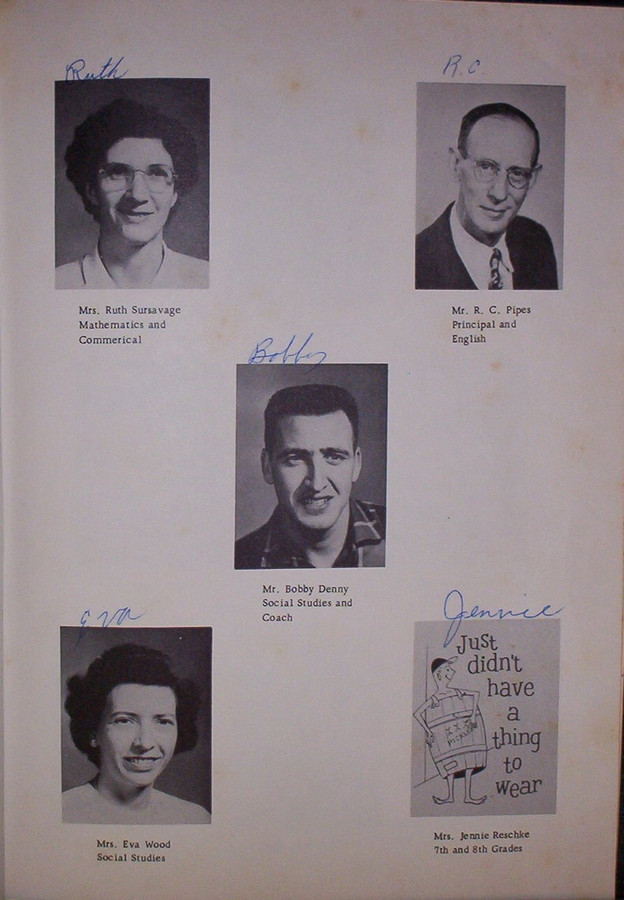 Ruth
R.C.
Mrs. Ruth Sursavage
Mathematics and
Commerical
Mr. R. C. Pipes
Principal and
English
Bobby
Mr. Bobby Denny
Social Studies and
Coach
Eva
Mrs. Eva Wood
Social Studies
Jennie
Just
didn't
have
a
thing
to
wear
XXX
Mrs. Jennie Reschke
7th and 8th Grades